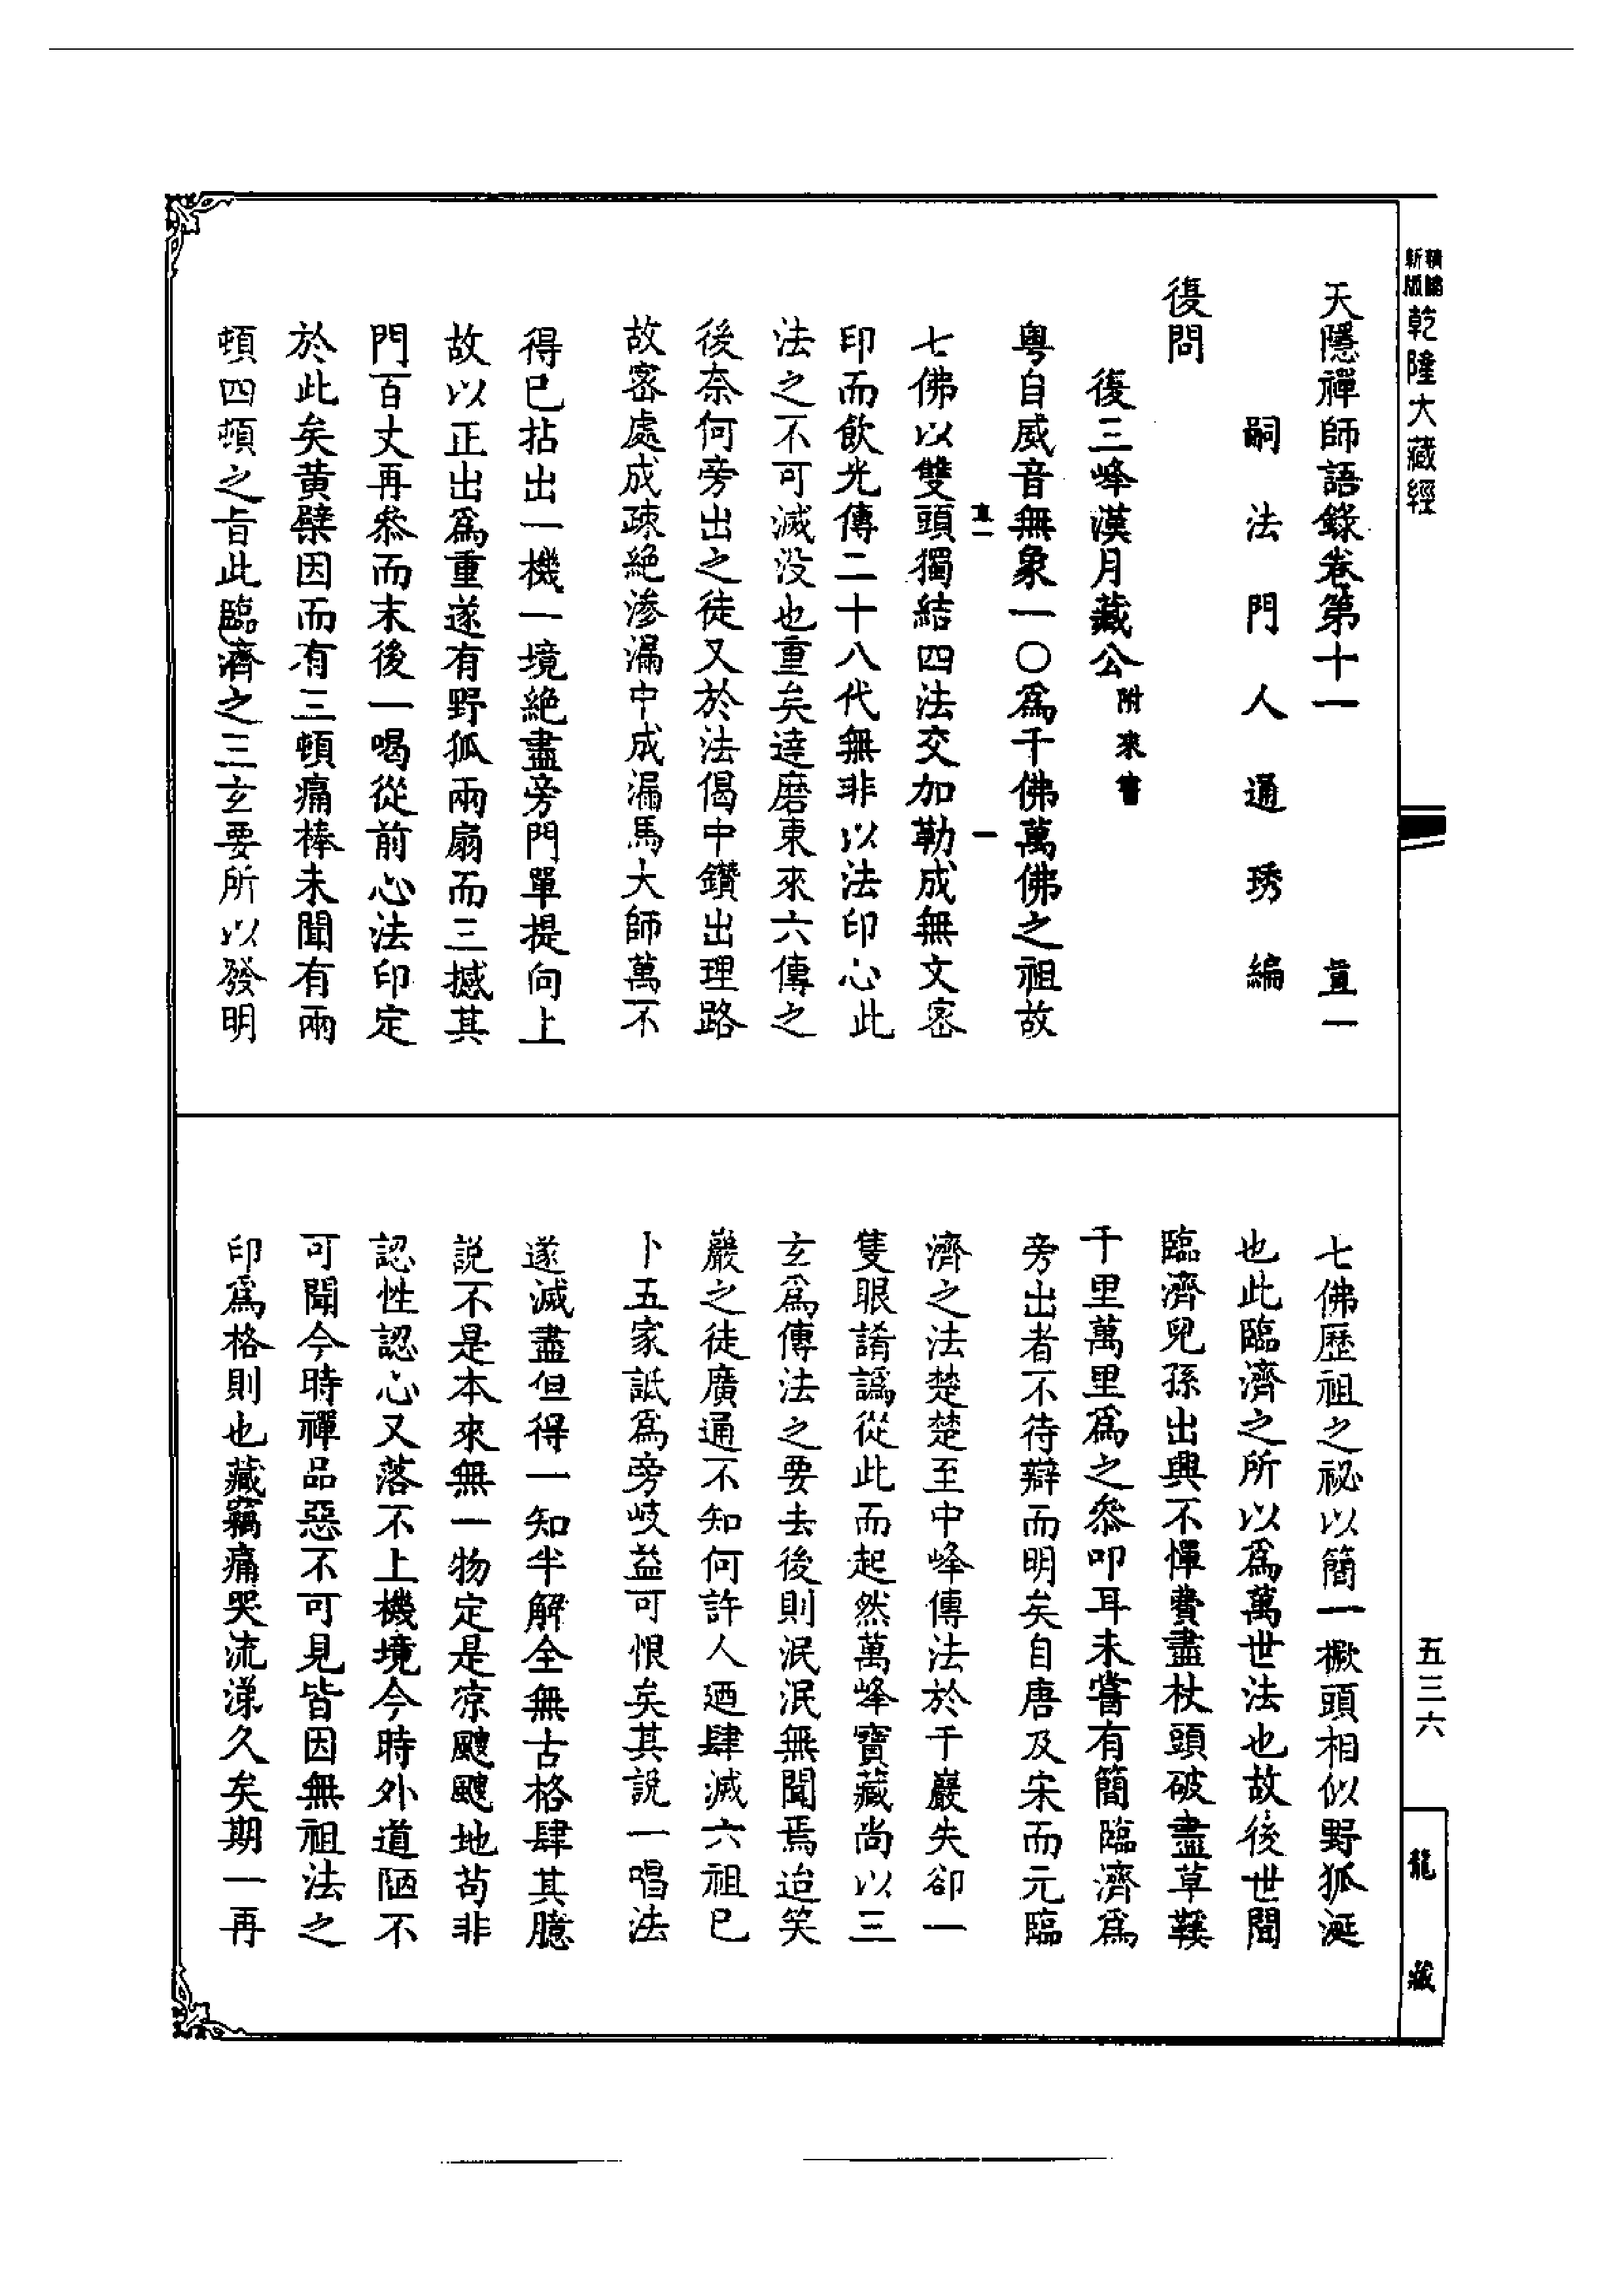 新版精縮乾隆大藏經
天隱禪師語錄卷第十一 直一
嗣法門人通琇編
復問
復三峰漢月藏公附來書
粵自威音無象一〇爲千佛萬佛之祖故
直一 一
七佛以雙頭獨結四法交加勒成無文密
印而飲光傳二十八代無非以法印心此
法之不可滅没也重矣達磨東來六傳之
後奈何旁出之徒又於法偈中鑽出理路
故密處成疎絶滲漏中成漏馬大師萬不
得已拈出一機一境絶盡旁門單提向上
故以正出爲重遂有野狐兩扇而三撼其
門百丈再參而末後一喝從前心法印定
於此矣黄檗因而有三頓痛棒未聞有兩
頓四頓之旨此臨濟之三玄要所以發明
七佛歷祖之祕以簡一橛頭相似野狐涎
也此臨濟之所以爲萬世法也故後世間
臨濟兒孫出興不憚費盡杖頭破盡草鞵
千里萬里爲之參叩耳未嘗有簡臨濟爲
旁出者不待辯而明矣自唐及宋而元臨
濟之法楚楚至中峰傳法於千巖失卻一
隻眼諸譌從此而起然萬峰寶藏尚以三
玄爲傳法之要去後則泯泯無聞焉迨笑
巖之徒廣通不知何許人迺肆滅六祖已
卜五家詆爲旁岐益可恨矣其説一唱法
遂滅盡但得一知半解全無古格肆其臆
説不是本來無一物定是凉颼颼地苟非
認性認心又落不上機境今時外道陋不
可聞今時禪品惡不可見皆因無祖法之
印爲格則也藏竊痛哭流涕久矣期一再
五三六
龍藏